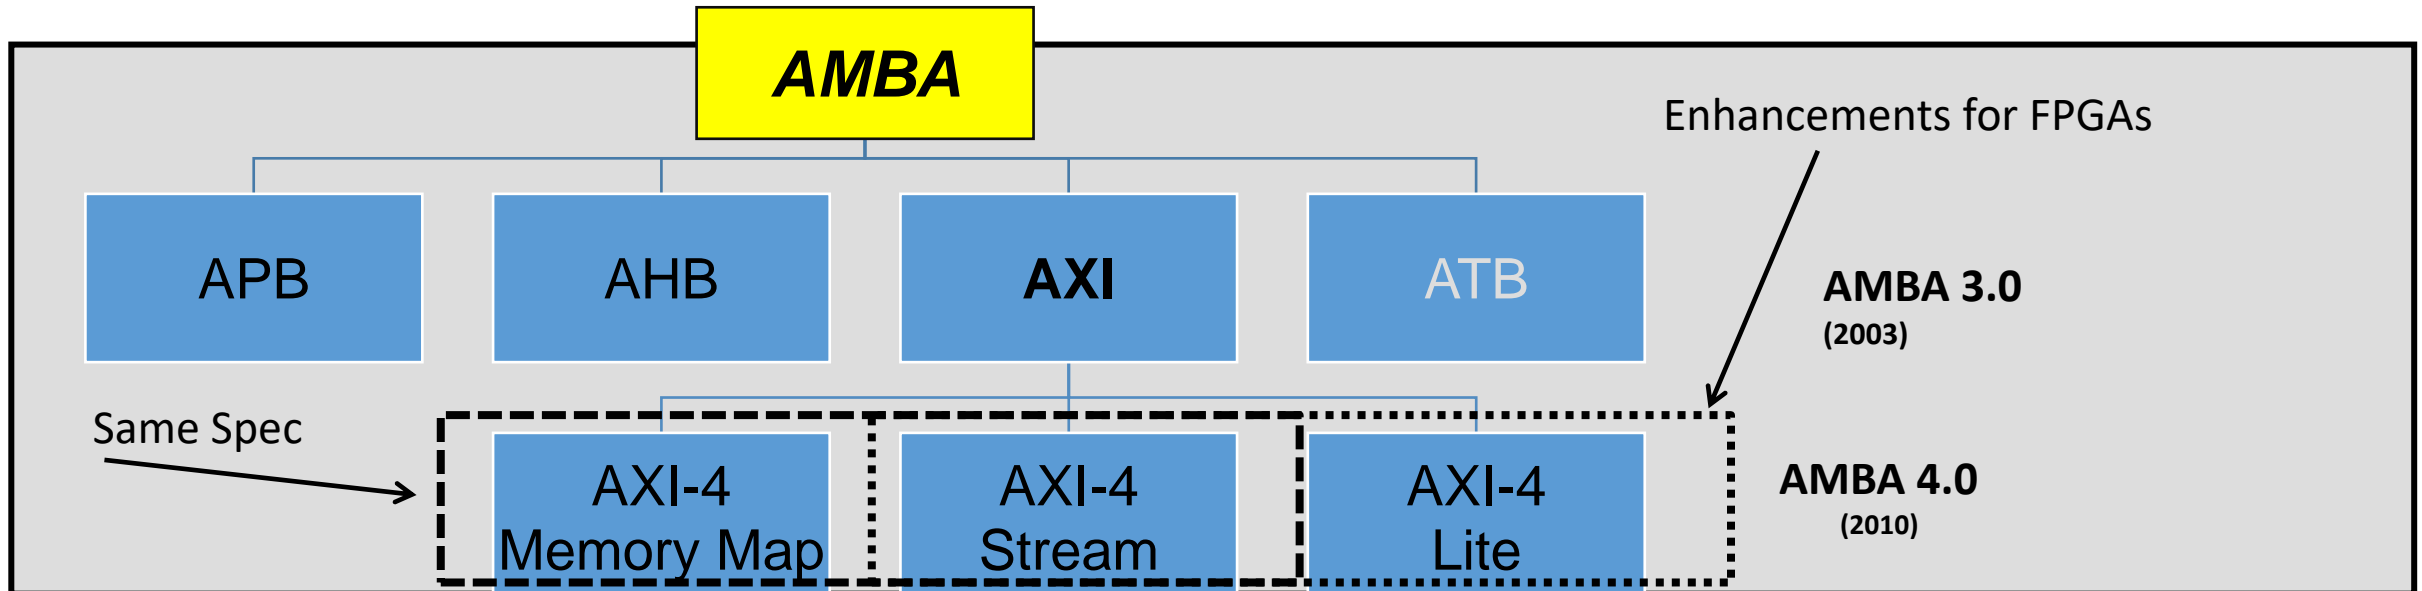 AMBA
Enhancements for FPGAs
APB
AHB
AXI
ATB
AMBA 3.0
(2003)
Same Spec
AXI-4
Memory Map
AXI-4
Stream
AXI-4
Lite
AMBA 4.0
(2010)